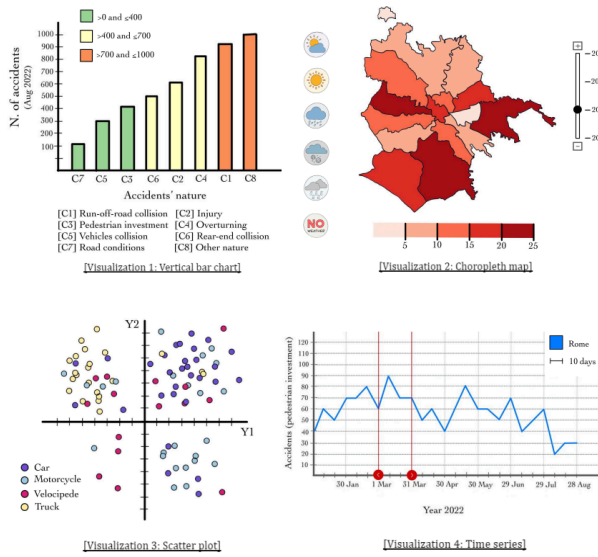 >0 and ≤400
>400 and ≤700
>700 and ≤1000
N. of accidents
(Aug 2022)
1000
900
800
700
600
500
400
300
200
100
C7 C5 C3 C6 C2 C4 C1 C8
Accidents' nature
[C1] Run-off-road collision [C2] Injury
[C3] Pedestrian investment [C4] Overturning
[C5] Vehicles collision [C6] Rear-end collision
[C7] Road conditions [C8] Other nature
[Visualization 1: Vertical bar chart]
NO
5 10 15 20 25
[Visualization 2: Choropleth map]
Y2
Y1
Car
Motorcycle
Velocipede
Truck
[Visualization 3: Scatter plot]
Accidents (pedestrian investment)
120
110
100
90
80
70
60
50
40
30
20
10
Rome
10 days
30 Jan 1 Mar 31 Mar 30 Apr 30 May 29 Jun 29 Jul 28 Aug
Year 2022
[Visualization 4: Time series]